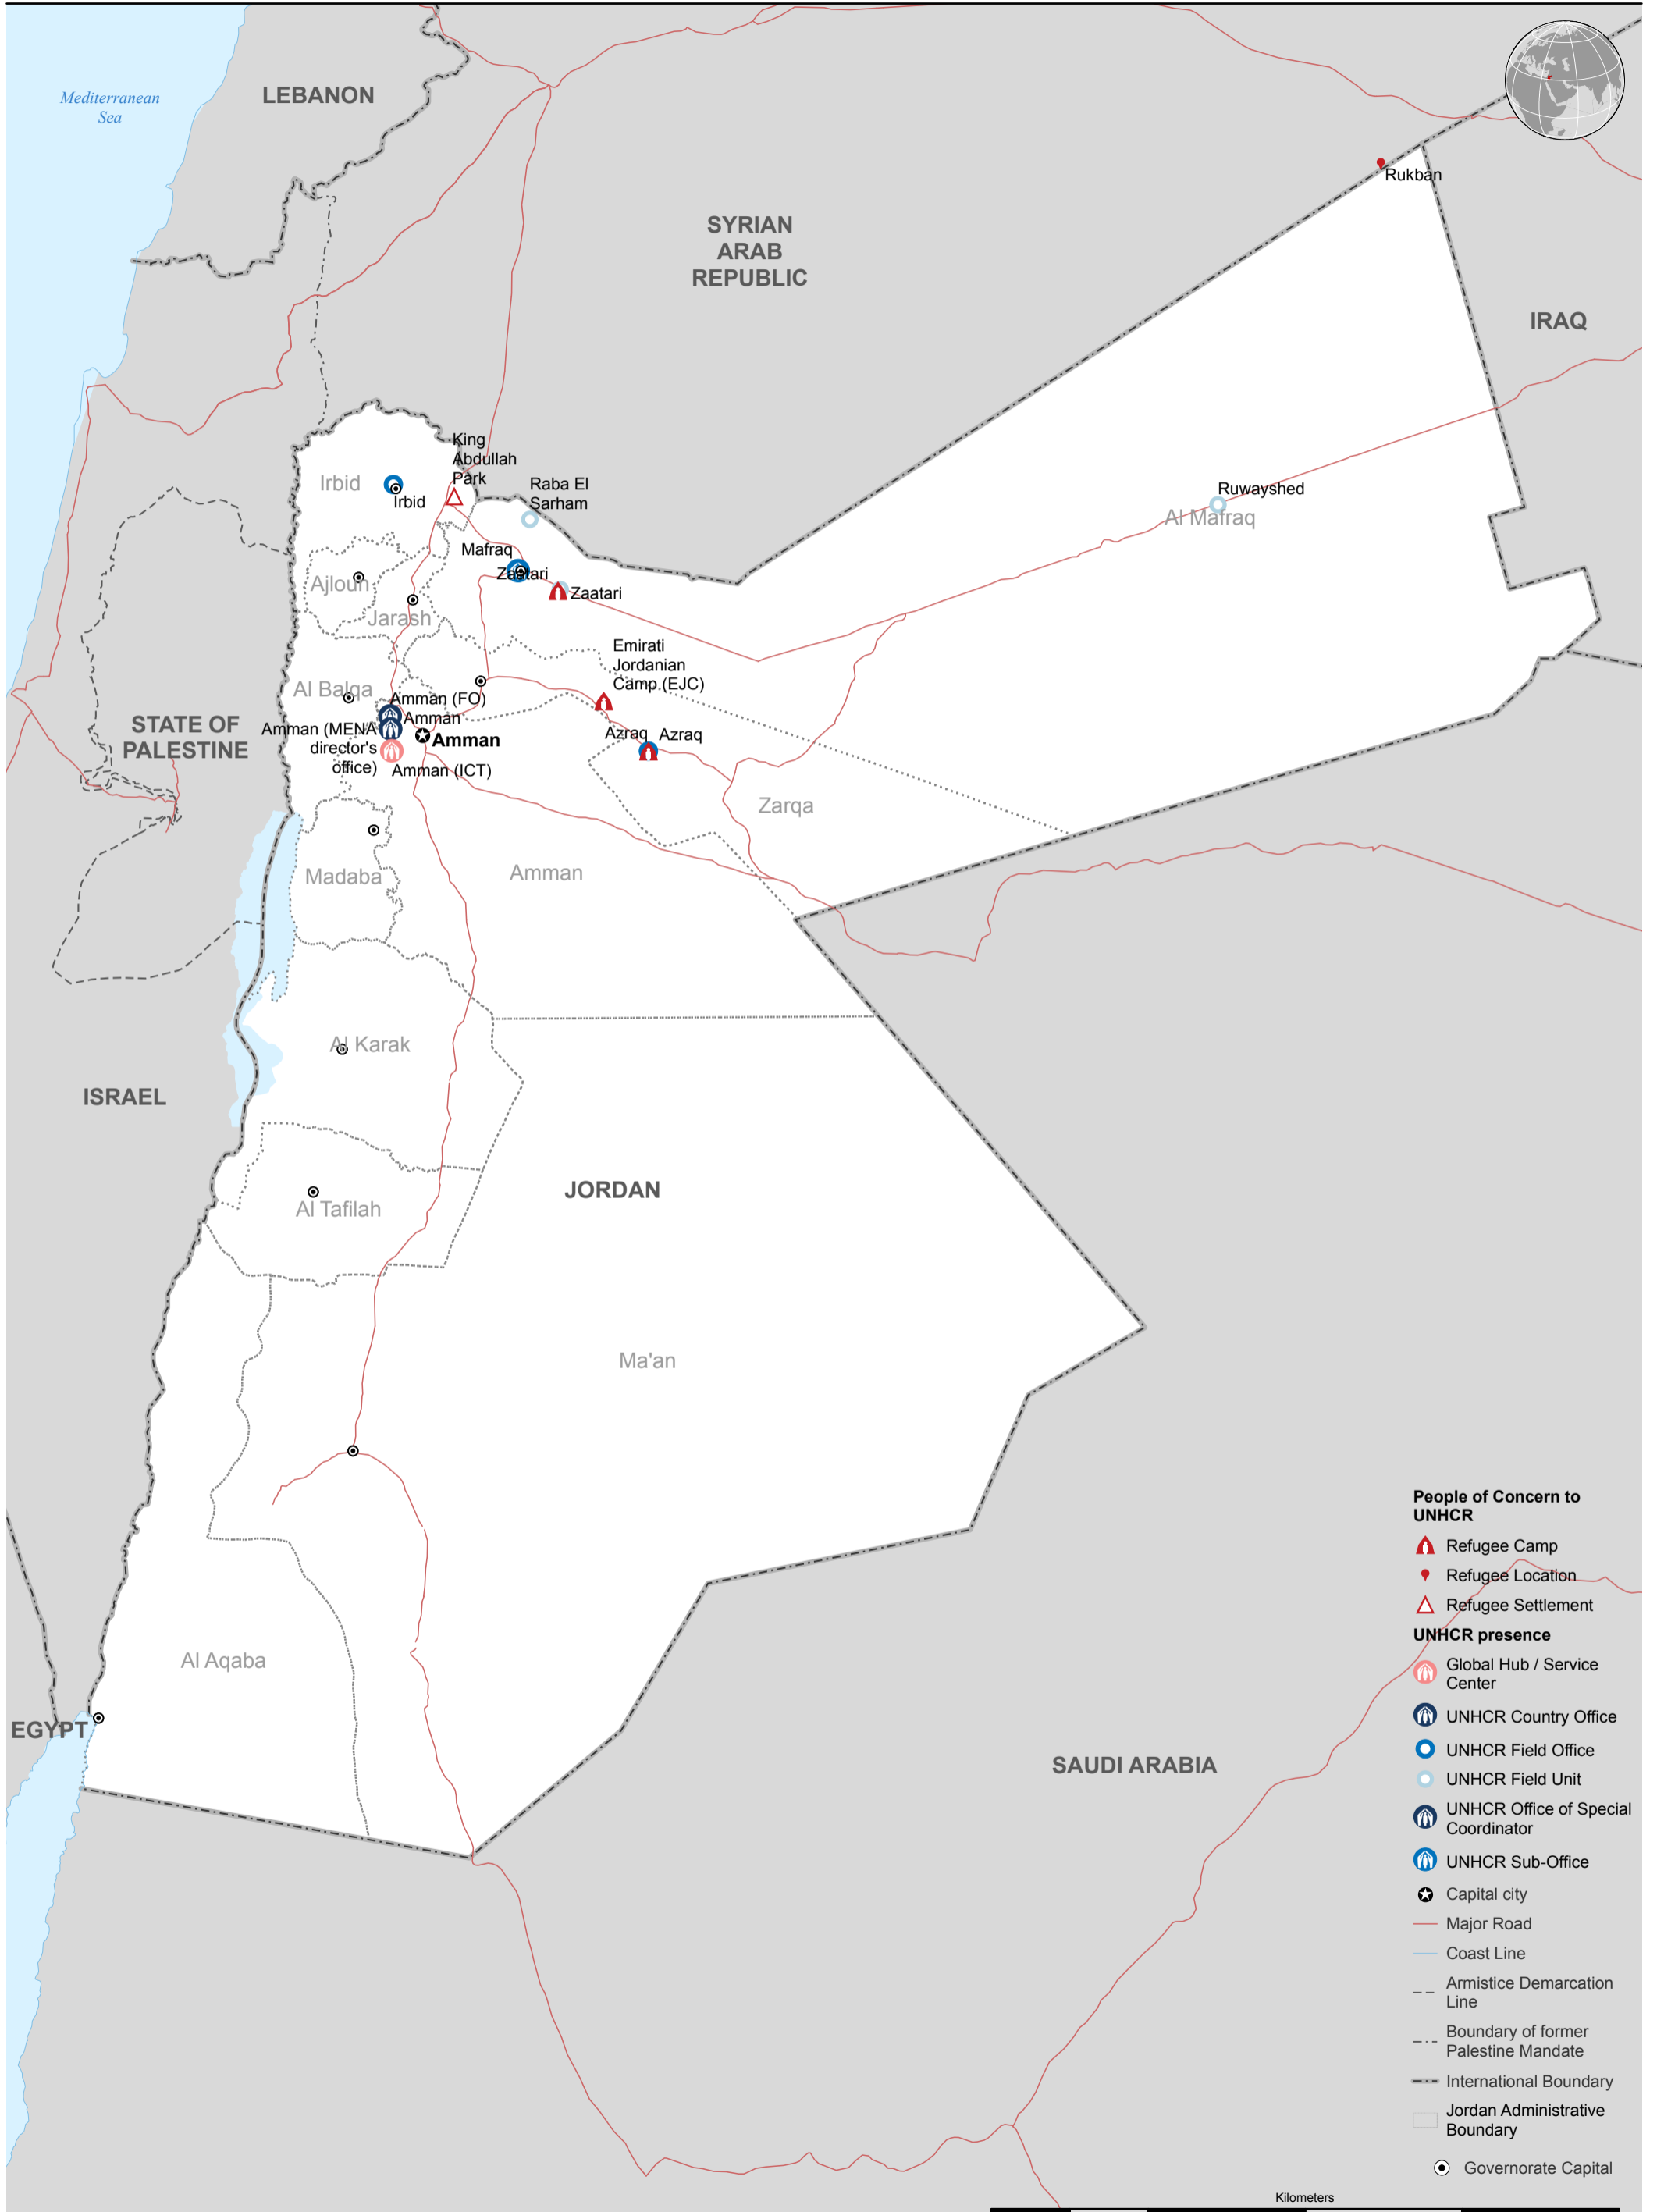 Mediterranean
Sea
LEBANON
SYRIAN
ARAB
REPUBLIC
Rukban
IRAQ
King
Abdullah
Park
Irbid
Irbid
Raba El
Sarham
Ruwayshed
Al Mafraq
Mafraq
Zaatari
Zaatari
Ajloun
Jarash
Emirati
Jordanian
Camp (EJC)
Al Balqa
Amman (FO)
Amman
Amman (MENA
director's
office)
Amman
Amman (ICT)
Azraq
Azraq
STATE OF
PALESTINE
Zarqa
Madaba
Amman
Al Karak
ISRAEL
JORDAN
Al Tafilah
Ma'an
Al Aqaba
EGYPT
SAUDI ARABIA
People of Concern to
UNHCR
Refugee Camp
Refugee Location
Refugee Settlement
UNHCR presence
Global Hub / Service
Center
UNHCR Country Office
UNHCR Field Office
UNHCR Field Unit
UNHCR Office of Special
Coordinator
UNHCR Sub-Office
Capital city
Major Road
Coast Line
Armistice Demarcation
Line
Boundary of former
Palestine Mandate
International Boundary
Jordan Administrative
Boundary
Governorate Capital
Kilometers